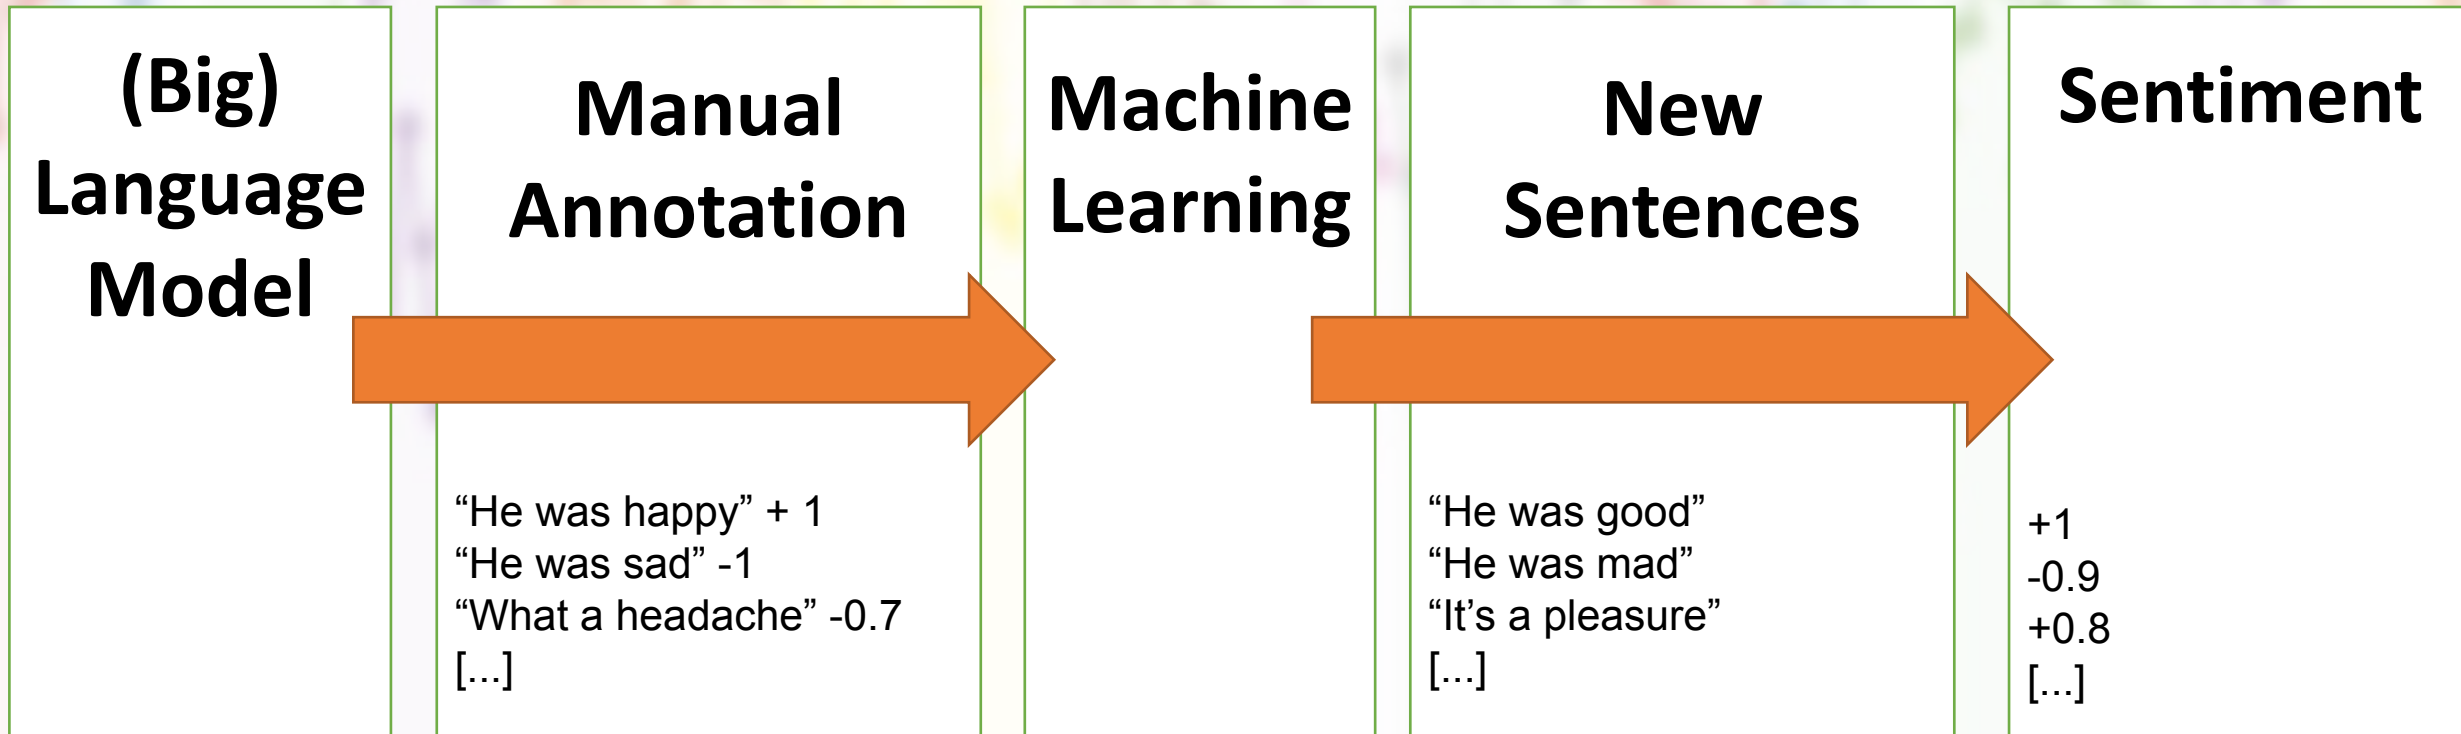 (Big)
Language
Model
Manual
Annotation
“He was happy” + 1
“He was sad” -1
“What a headache” -0.7
[...]
Machine
Learning
New
Sentences
“He was good”
“He was mad”
“It’s a pleasure”
[...]
Sentiment
+1
-0.9
+0.8
[...]